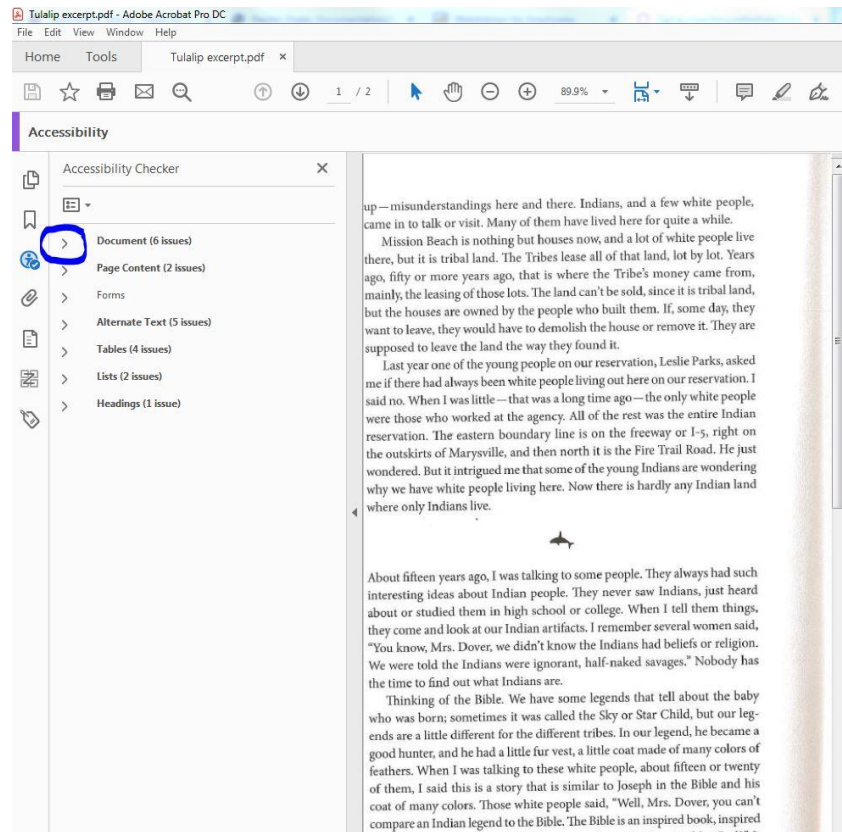 Tulalip excerpt.pdf - Adobe Acrobat Pro DC
File Edit View Window Help
Home Tools Tulalip excerpt.pdf ×
1 / 2 89.9%
Accessibility
Accessibility Checker
Document (6 issues)
Page Content (2 issues)
Forms
Alternate Text (5 issues)
Tables (4 issues)
Lists (2 issues)
Headings (1 issue)
up—misunderstandings here and there. Indians, and a few white people,
came in to talk or visit. Many of them have lived here for quite a while.
Mission Beach is nothing but houses now, and a lot of white people live
there, but it is tribal land. The Tribes lease all of that land, lot by lot. Years
ago, fifty or more years ago, that is where the Tribe's money came from,
mainly, the leasing of those lots. The land can't be sold, since it is tribal land,
but the houses are owned by the people who built them. If, some day, they
want to leave, they would have to demolish the house or remove it. They are
supposed to leave the land the way they found it.
Last year one of the young people on our reservation, Leslie Parks, asked
me if there had always been white people living out here on our reservation. I
said no. When I was little—that was a long time ago—the only white people
were those who worked at the agency. All of the rest was the entire Indian
reservation. The eastern boundary line is on the freeway or I-5, right on
the outskirts of Marysville, and then north it is the Fire Trail Road. He just
wondered. But it intrigued me that some of the young Indians are wondering
why we have white people living here. Now there is hardly any Indian land
where only Indians live.
About fifteen years ago, I was talking to some people. They always had such
interesting ideas about Indian people. They never saw Indians, just heard
about or studied them in high school or college. When I tell them things,
they come and look at our Indian artifacts. I remember several women said,
"You know, Mrs. Dover, we didn't know the Indians had beliefs or religion.
We were told the Indians were ignorant, half-naked savages." Nobody has
the time to find out what Indians are.
Thinking of the Bible. We have some legends that tell about the baby
who was born; sometimes it was called the Sky or Star Child, but our leg-
ends are a little different for the different tribes. In our legend, he became a
good hunter, and he had a little fur vest, a little coat made of many colors of
feathers. When I was talking to these white people, about fifteen or twenty
of them, I said this is a story that is similar to Joseph in the Bible and his
coat of many colors. Those white people said, "Well, Mrs. Dover, you can't
compare an Indian legend to the Bible. The Bible is an inspired book, inspired